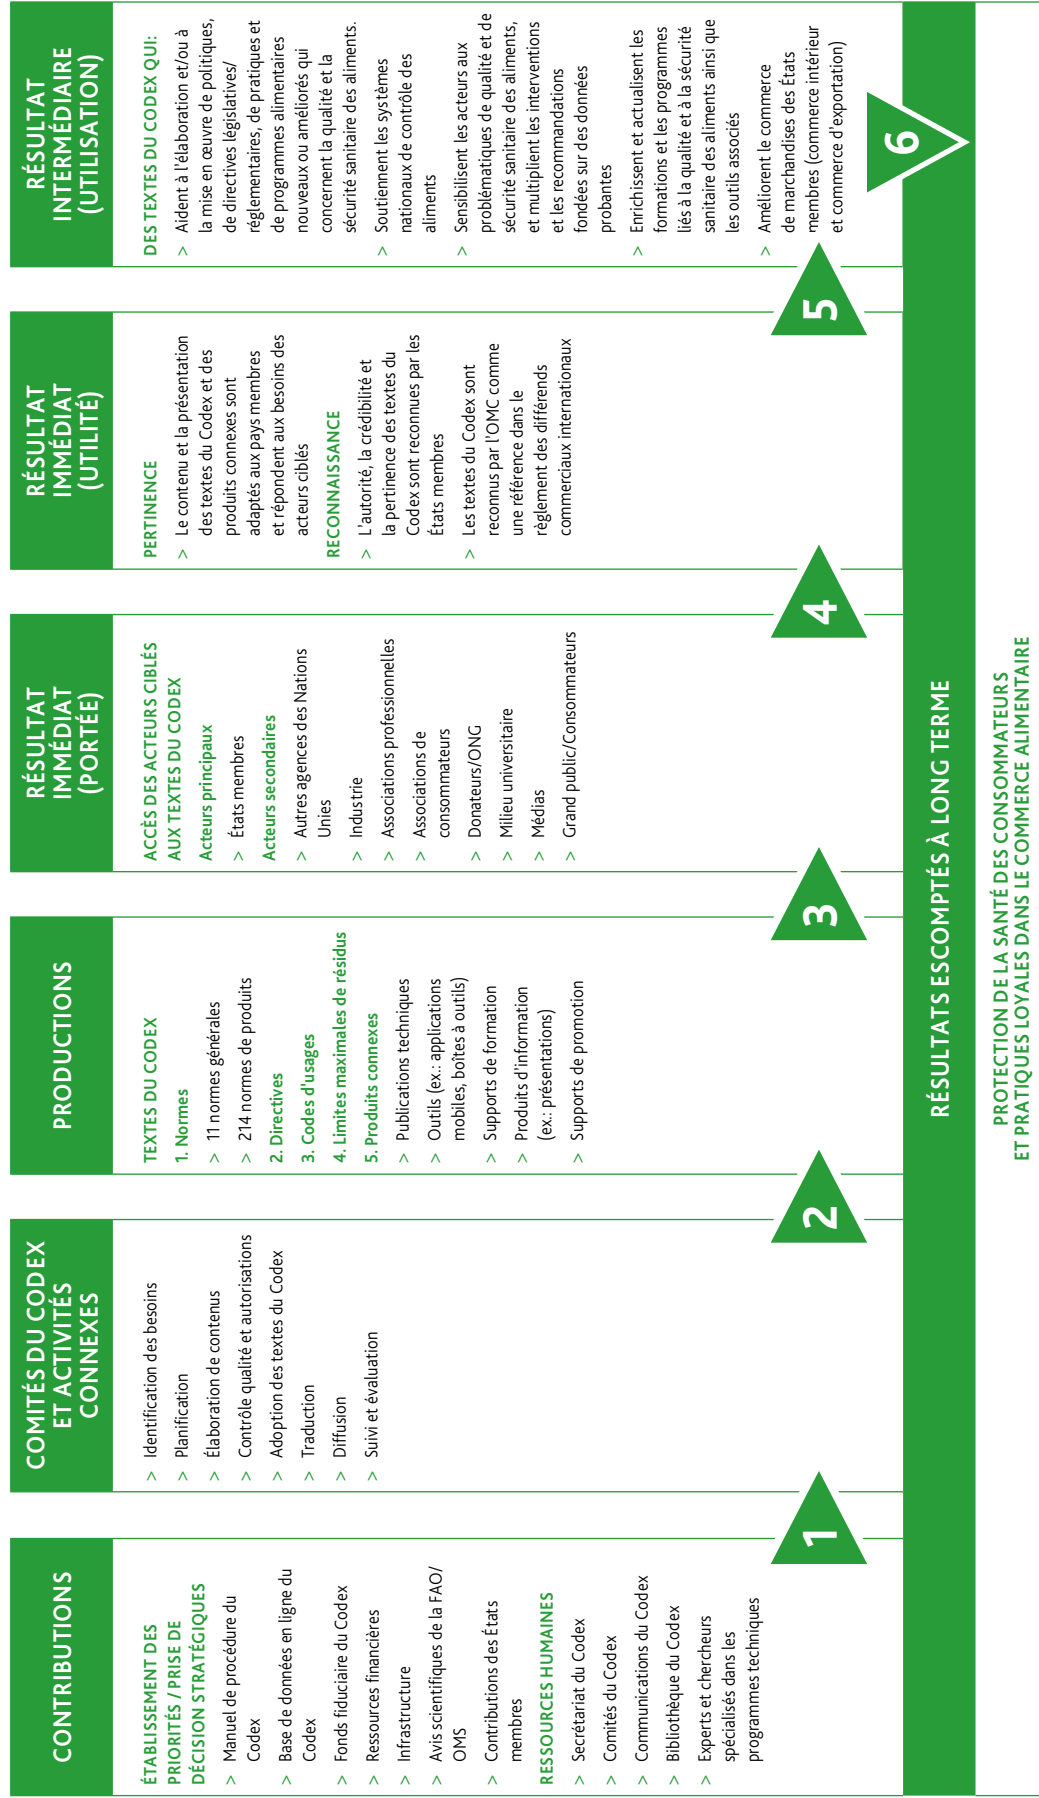 CONTRIBUTIONS
ÉTABLISSEMENT DES
PRIORITÉS / PRISE DE
DÉCISION STRATÉGIQUES
> Manuel de procédure du
Codex
> Base de données en ligne du
Codex
> Fonds fiduciaire du Codex
> Ressources financières
> Infrastructure
> Avis scientifiques de la FAO/
OMS
> Contributions des États
membres
RESSOURCES HUMAINES
> Secrétariat du Codex
> Comités du Codex
> Communications du Codex
> Bibliothèque du Codex
> Experts et chercheurs
spécialisés dans les
programmes techniques
1
COMITÉS DU CODEX
ET ACTIVITÉS
CONNEXES
> Identification des besoins
> Planification
> Élaboration de contenus
> Contrôle qualité et autorisations
> Adoption des textes du Codex
> Traduction
> Diffusion
> Suivi et évaluation
2
PRODUCTIONS
TEXTES DU CODEX
1. Normes
> 11 normes générales
> 214 normes de produits
2. Directives
3. Codes d'usages
4. Limites maximales de résidus
5. Produits connexes
> Publications techniques
> Outils (ex.: applications
mobiles, boîtes à outils)
> Supports de formation
> Produits d'information
(ex.: présentations)
> Supports de promotion
3
RÉSULTAT
IMMÉDIAT
(PORTÉE)
ACCÈS DES ACTEURS CIBLÉS
AUX TEXTES DU CODEX
Acteurs principaux
> États membres
Acteurs secondaires
> Autres agences des Nations
Unies
> Industrie
> Associations professionnelles
> Associations de
consommateurs
> Donateurs/ONG
> Milieu universitaire
> Médias
> Grand public/Consommateurs
4
RÉSULTAT
IMMÉDIAT
(UTILITÉ)
PERTINENCE
> Le contenu et la présentation
des textes du Codex et des
produits connexes sont
adaptés aux pays membres
et répondent aux besoins des
acteurs ciblés
RECONNAISSANCE
> L'autorité, la crédibilité et
la pertinence des textes du
Codex sont reconnues par les
États membres
> Les textes du Codex sont
reconnus par l'OMC comme
une référence dans le
règlement des différends
commerciaux internationaux
5
RÉSULTAT
INTERMÉDIAIRE
(UTILISATION)
DES TEXTES DU CODEX QUI:
> Aident à l'élaboration et/ou à
la mise en œuvre de politiques,
de directives législatives/
réglementaires, de pratiques et
de programmes alimentaires
nouveaux ou améliorés qui
concernent la qualité et la
sécurité sanitaire des aliments.
> Soutiennent les systèmes
nationaux de contrôle des
aliments
> Sensibilisent les acteurs aux
problématiques de qualité et de
sécurité sanitaire des aliments,
et multiplient les interventions
et les recommandations
fondées sur des données
probantes
> Enrichissent et actualisent les
formations et les programmes
liés à la qualité et à la sécurité
sanitaire des aliments ainsi que
les outils associés
> Améliorent le commerce
de marchandises des États
membres (commerce intérieur
et commerce d'exportation)
6
RÉSULTATS ESCOMPTÉS À LONG TERME
PROTECTION DE LA SANTÉ DES CONSOMMATEURS
ET PRATIQUES LOYALES DANS LE COMMERCE ALIMENTAIRE